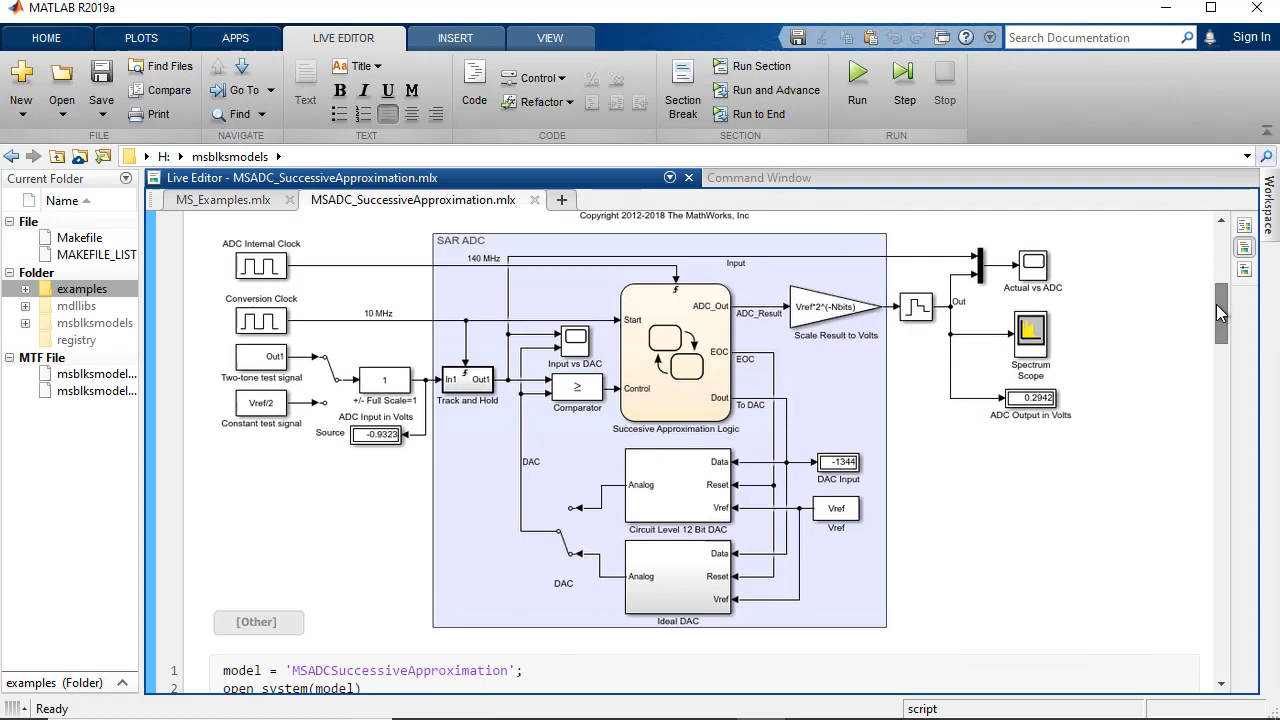 MATLAB R2019a
HOME PLOTS APPS LIVE EDITOR INSERT VIEW Search Documentation Sign In
New Open Save Find Files Compare Print
Go To Find
Text Title B I U M
Code Control Refactor
Section Break Run Section Run and Advance Run to End
Run Step Stop
FILE NAVIGATE TEXT CODE SECTION RUN
H: msblksmodels
Current Folder
Live Editor - MSADC_SuccessiveApproximation.mlx
Command Window
Workspace
MS_Examples.mlx MSADC_SuccessiveApproximation.mlx
Name
File
Makefile
MAKEFILE_LIST
Folder
examples
mdllibs
msblksmodels
registry
MTF File
msblksmodel...
msblksmodel...
examples (Folder)
Copyright 2012-2018 The MathWorks, Inc
ADC Internal Clock
SAR ADC
140 MHz
Input
Conversion Clock
10 MHz
Out1
Two-tone test signal
Vref/2
Constant test signal
1
+/- Full Scale=1
ADC Input in Volts
Source
-0.9323
In1 Out1
Track and Hold
Input vs DAC
≥
Comparator
Start
Control
ADC_Out
EOC
Dout
Succesive Approximation Logic
ADC_Result
EOC
To DAC
Vref*2^(-Nbits)
Scale Result to Volts
Out
Actual vs ADC
Spectrum
Scope
0.2942
ADC Output in Volts
DAC
Analog
Data
Reset
Vref
Circuit Level 12 Bit DAC
-1344
DAC Input
Vref
Vref
DAC
Analog
Data
Reset
Vref
Ideal DAC
[Other]
1 model = 'MSADCSuccessiveApproximation';
2 open_system(model)
Ready
script